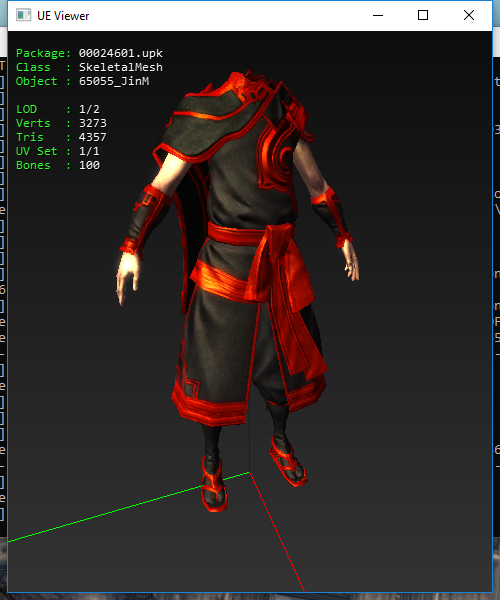 UE Viewer
Package: 00024601.upk
Class : SkeletalMesh
Object : 65055_JinM
LOD : 1/2
Verts : 3273
Tris : 4357
UV Set : 1/1
Bones : 100